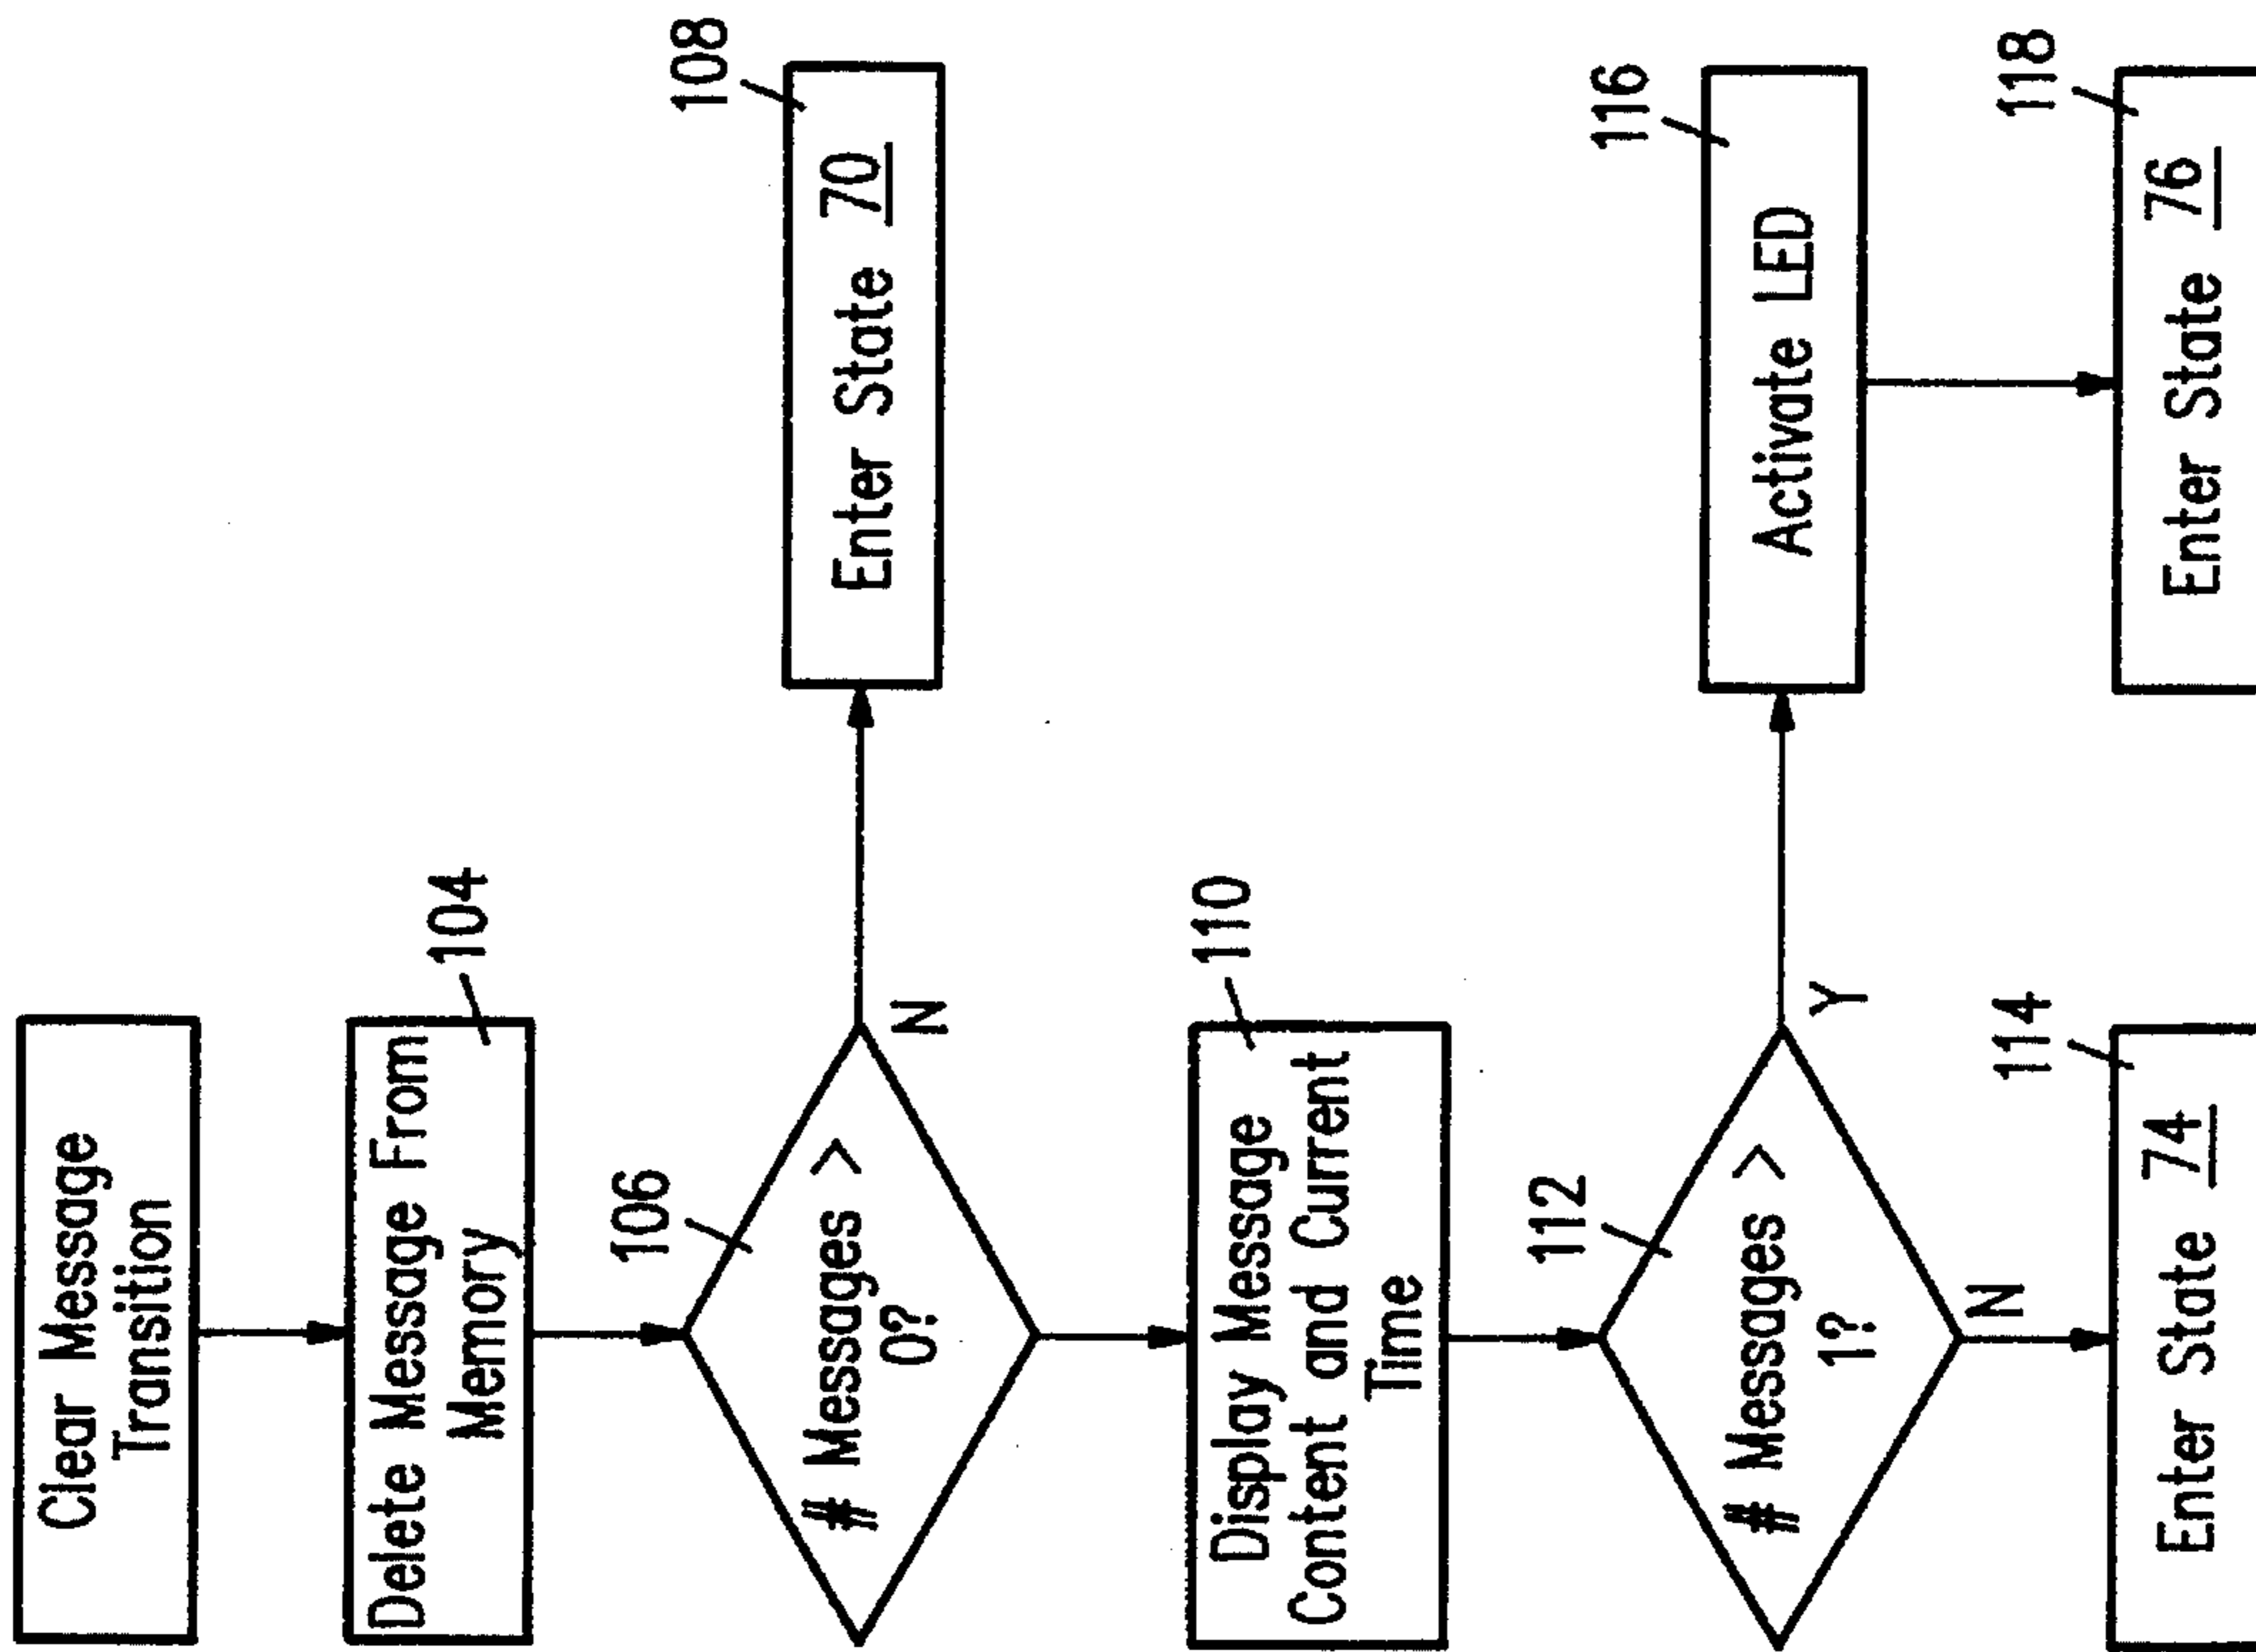 Clear Message
Transition
104
Delete Message From
Memory
106
# Messages >
0?
N
108
Enter State 70
110
Display Message
Content and Current
Time
112
# Messages >
1?
Y
N
116
Activate LED
114
Enter State 74
118
Enter State 76